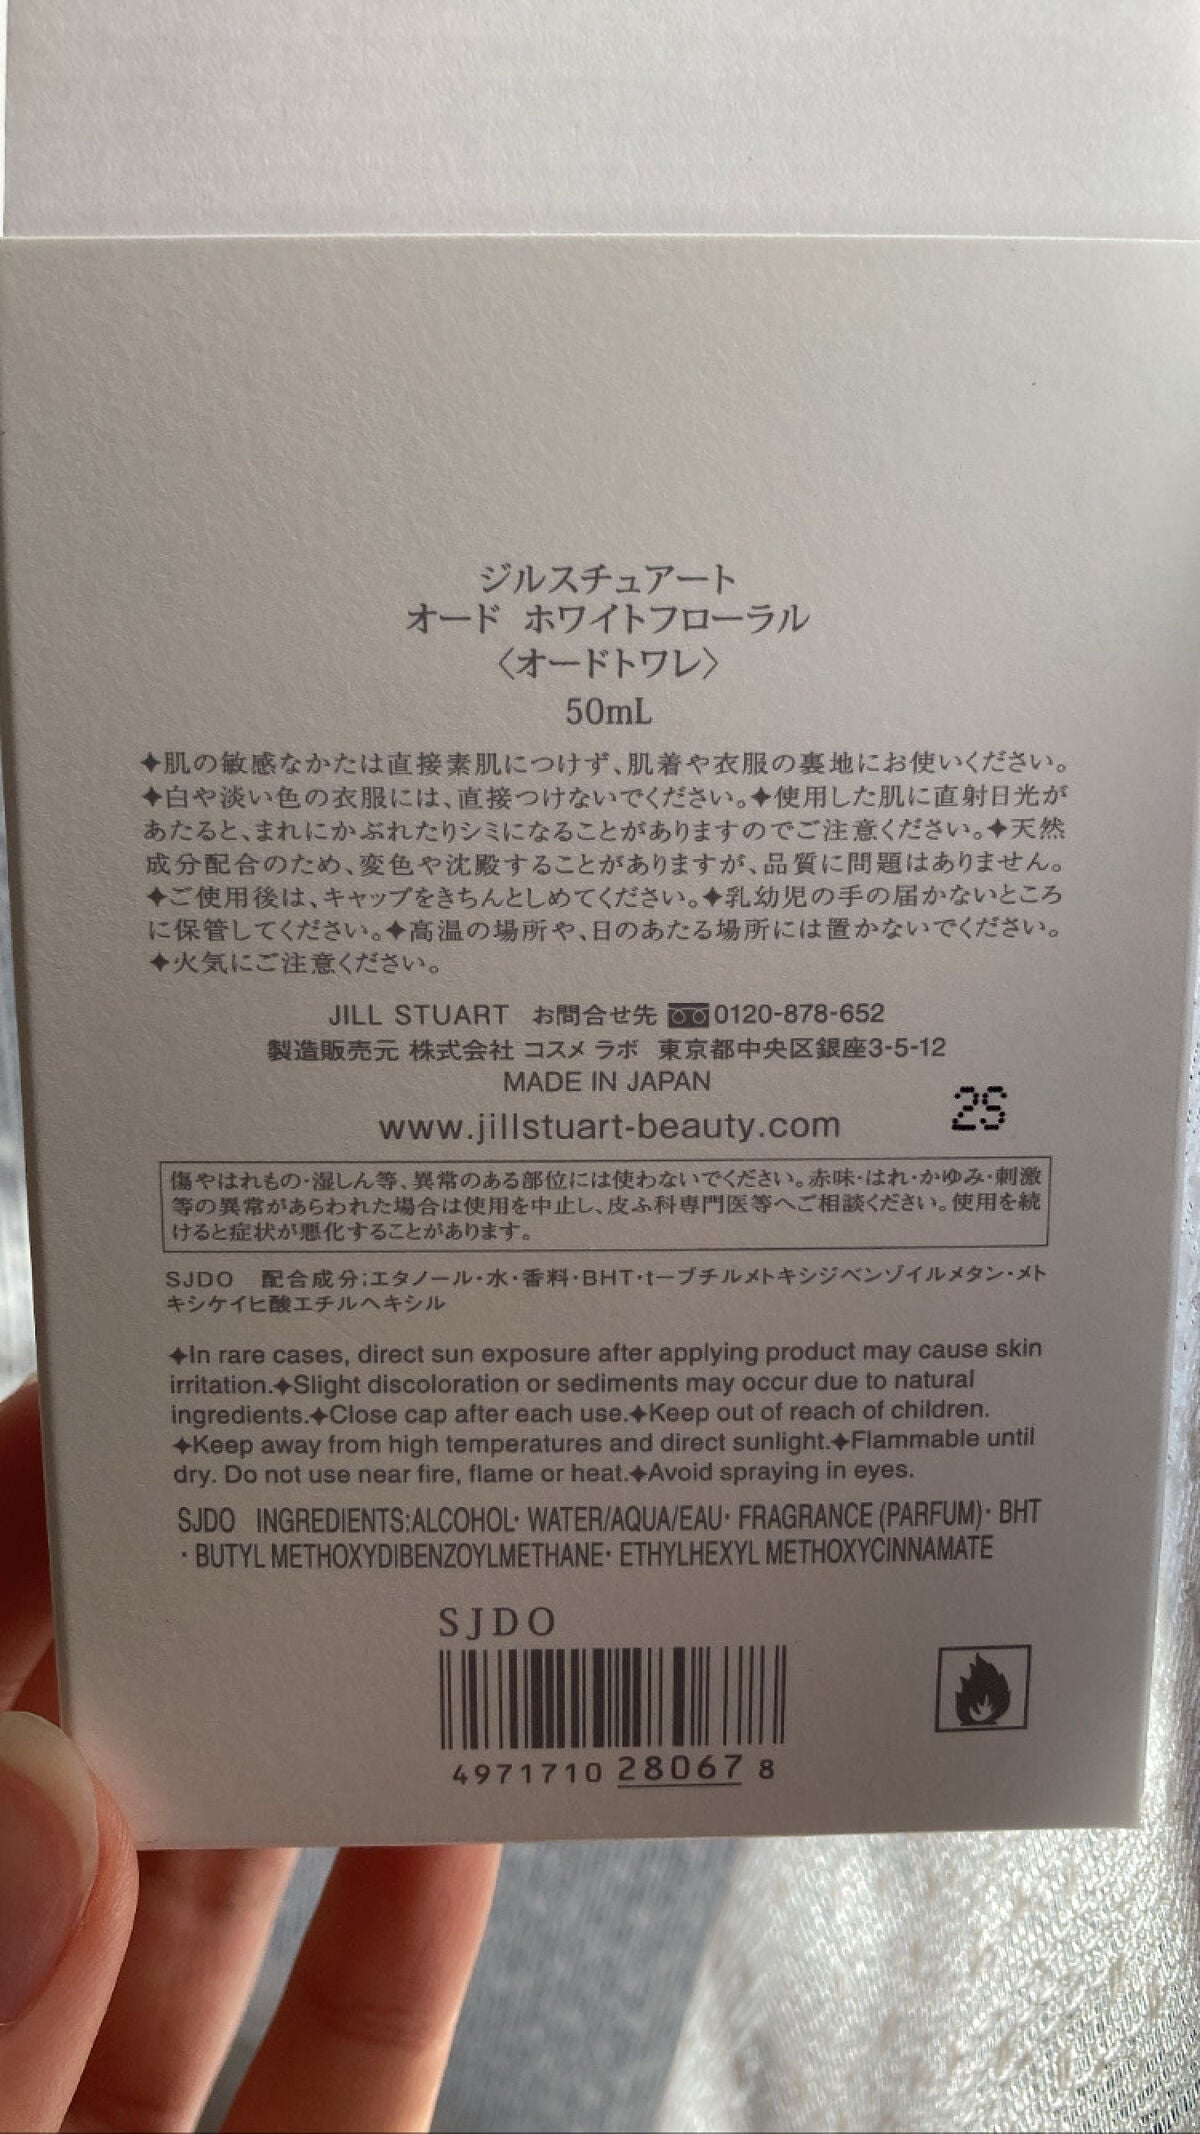 ジルスチュアート
オード ホワイトフローラル
〈オードトワレ〉
50mL
✦肌の敏感なかたは直接素肌につけず、肌着や衣服の裏地にお使いください。
✦白や淡い色の衣服には、直接つけないでください。✦使用した肌に直射日光が
あたると、まれにかぶれたりシミになることがありますのでご注意ください。✦天然
成分配合のため、変色や沈殿することがありますが、品質に問題はありません。
✦ご使用後は、キャップをきちんとしめてください。✦乳幼児の手の届かないところ
に保管してください。✦高温の場所や、日のあたる場所には置かないでください。
✦火気にご注意ください。
JILL STUART お問合せ先 0120-878-652
製造販売元 株式会社 コスメ ラボ 東京都中央区銀座3-5-12
MADE IN JAPAN
www.jillstuart-beauty.com
2S
傷やはれもの・湿しん等、異常のある部位には使わないでください。赤味・はれ・かゆみ・刺激
等の異常があらわれた場合は使用を中止し、皮ふ科専門医等へご相談ください。使用を続
けると症状が悪化することがあります。
SJDO 配合成分;エタノール・水・香料・BHT・t－ブチルメトキシジベンゾイルメタン・メト
キシケイヒ酸エチルヘキシル
✦In rare cases, direct sun exposure after applying product may cause skin
irritation.✦Slight discoloration or sediments may occur due to natural
ingredients.✦Close cap after each use.✦Keep out of reach of children.
✦Keep away from high temperatures and direct sunlight.✦Flammable until
dry. Do not use near fire, flame or heat.✦Avoid spraying in eyes.
SJDO INGREDIENTS:ALCOHOL· WATER/AQUA/EAU· FRAGRANCE (PARFUM)· BHT
· BUTYL METHOXYDIBENZOYLMETHANE· ETHYLHEXYL METHOXYCINNAMATE
SJDO
4971710 28067 8